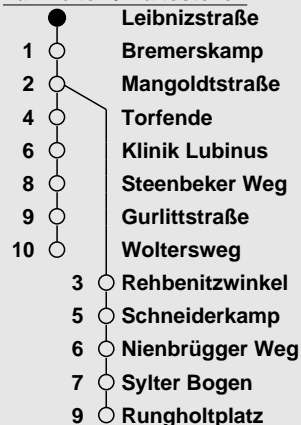 Leibnizstraße
1 Bremerskamp
2 Mangoldtstraße
4 Torfende
6 Klinik Lubinus
8 Steenbeker Weg
9 Gurlittstraße
10 Woltersweg
3 Rehbenitzwinkel
5 Schneiderkamp
6 Nienbrügger Weg
7 Sylter Bogen
9 Rungholtplatz